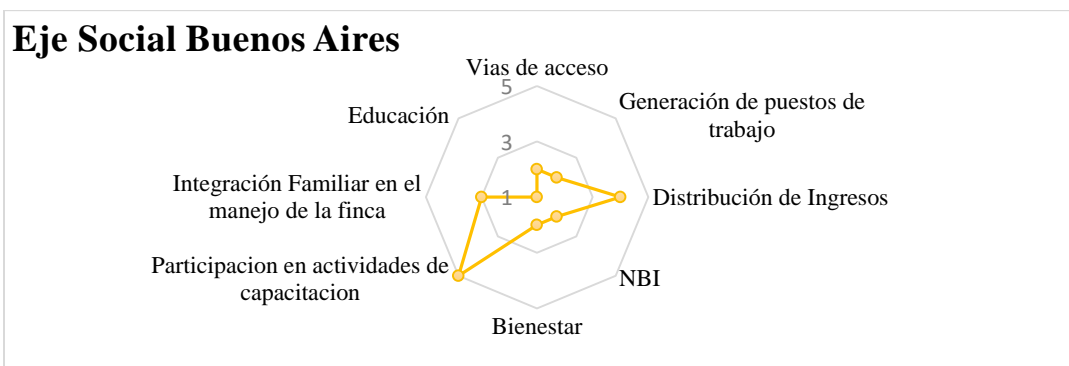 Eje Social Buenos Aires
Vias de acceso
5
Generación de puestos de
trabajo
Educación
3
Integración Familiar en el
manejo de la finca
1
Distribución de Ingresos
Participacion en actividades de
capacitacion
NBI
Bienestar